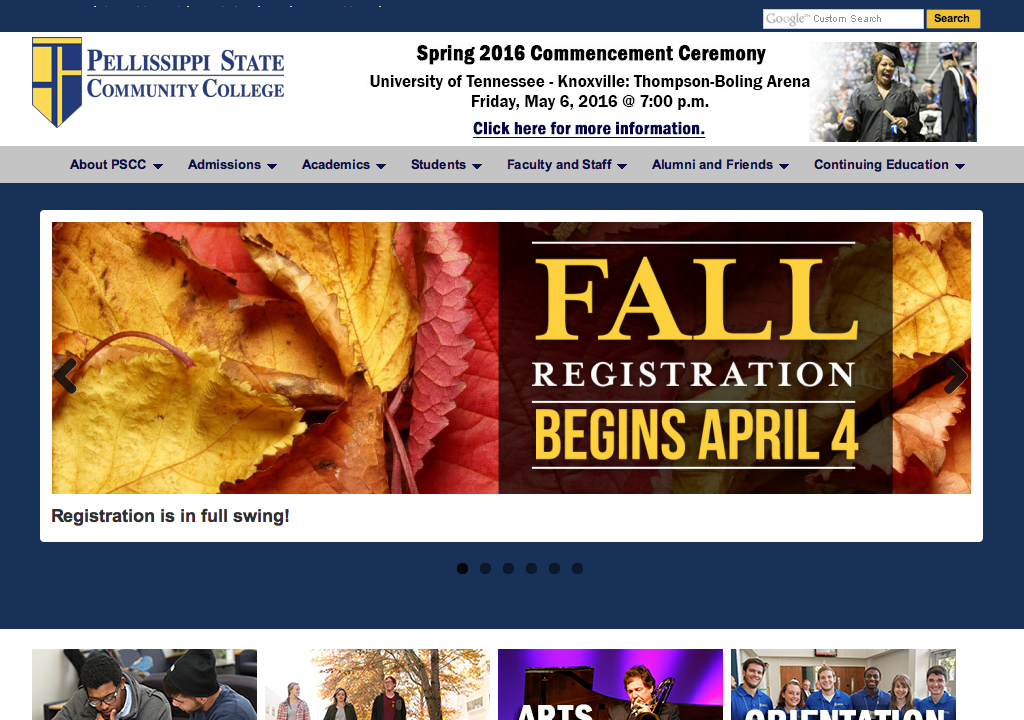 Google™ Custom Search
Search
PELLISSIPPI STATE
COMMUNITY COLLEGE
Spring 2016 Commencement Ceremony
University of Tennessee - Knoxville: Thompson-Boling Arena
Friday, May 6, 2016 @ 7:00 p.m.
Click here for more information.
About PSCC
Admissions
Academics
Students
Faculty and Staff
Alumni and Friends
Continuing Education
FALL
REGISTRATION
BEGINS APRIL 4
Registration is in full swing!
ARTS
ORIENTATION